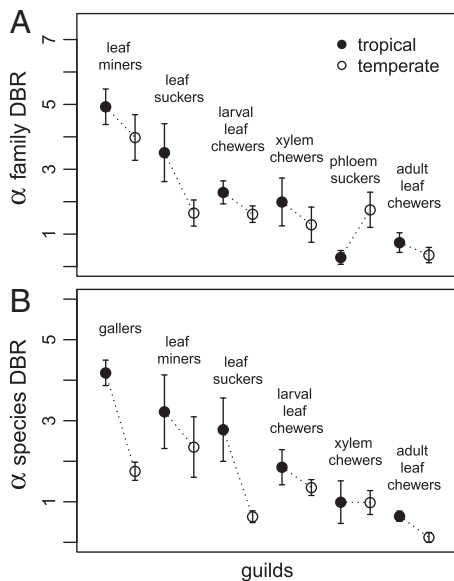 A
α family DBR
7
5
3
1
leaf
miners
leaf
suckers
larval
leaf
chewers
xylem
chewers
phloem
suckers
adult
leaf
chewers
tropical
temperate
B
α species DBR
5
3
1
gallers
leaf
miners
leaf
suckers
larval
leaf
chewers
xylem
chewers
adult
leaf
chewers
guilds